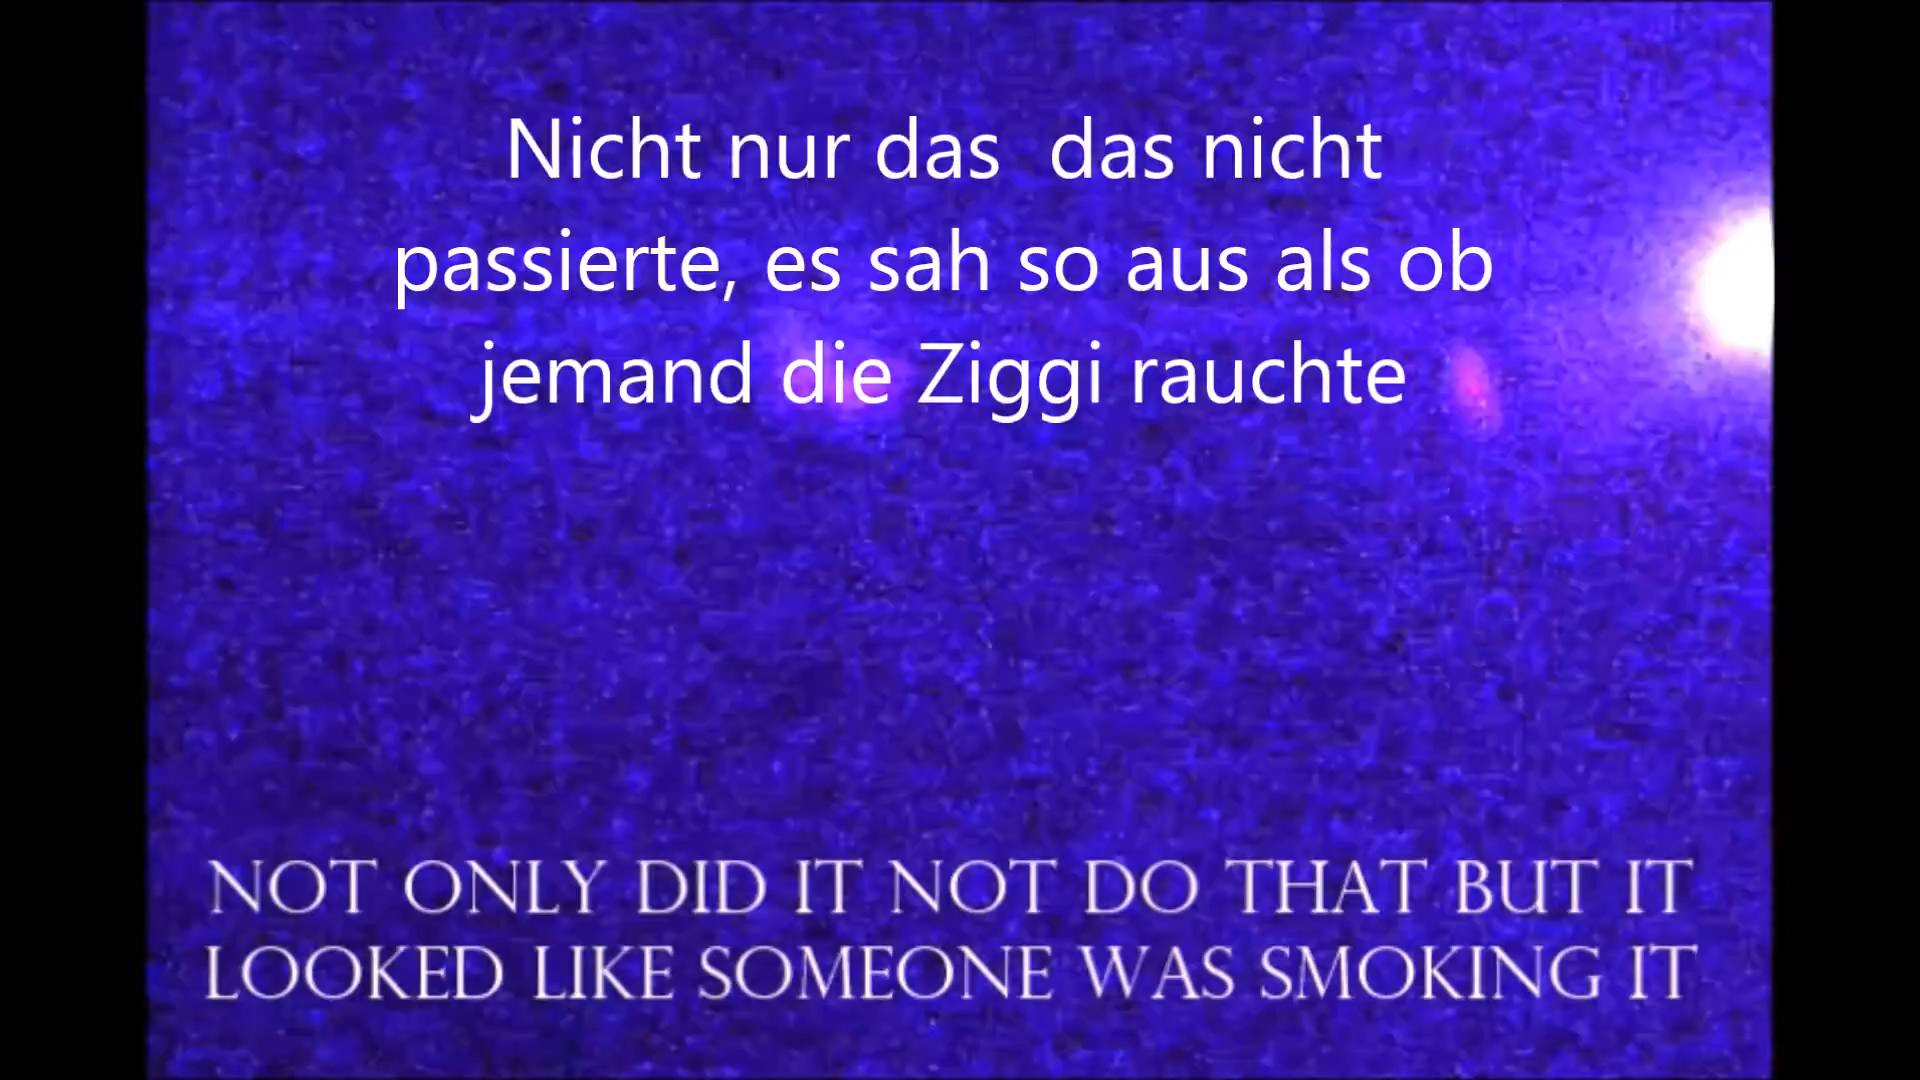 Nicht nur das  das nicht
passierte, es sah so aus als ob
jemand die Ziggi rauchte
NOT ONLY DID IT NOT DO THAT BUT IT
LOOKED LIKE SOMEONE WAS SMOKING IT